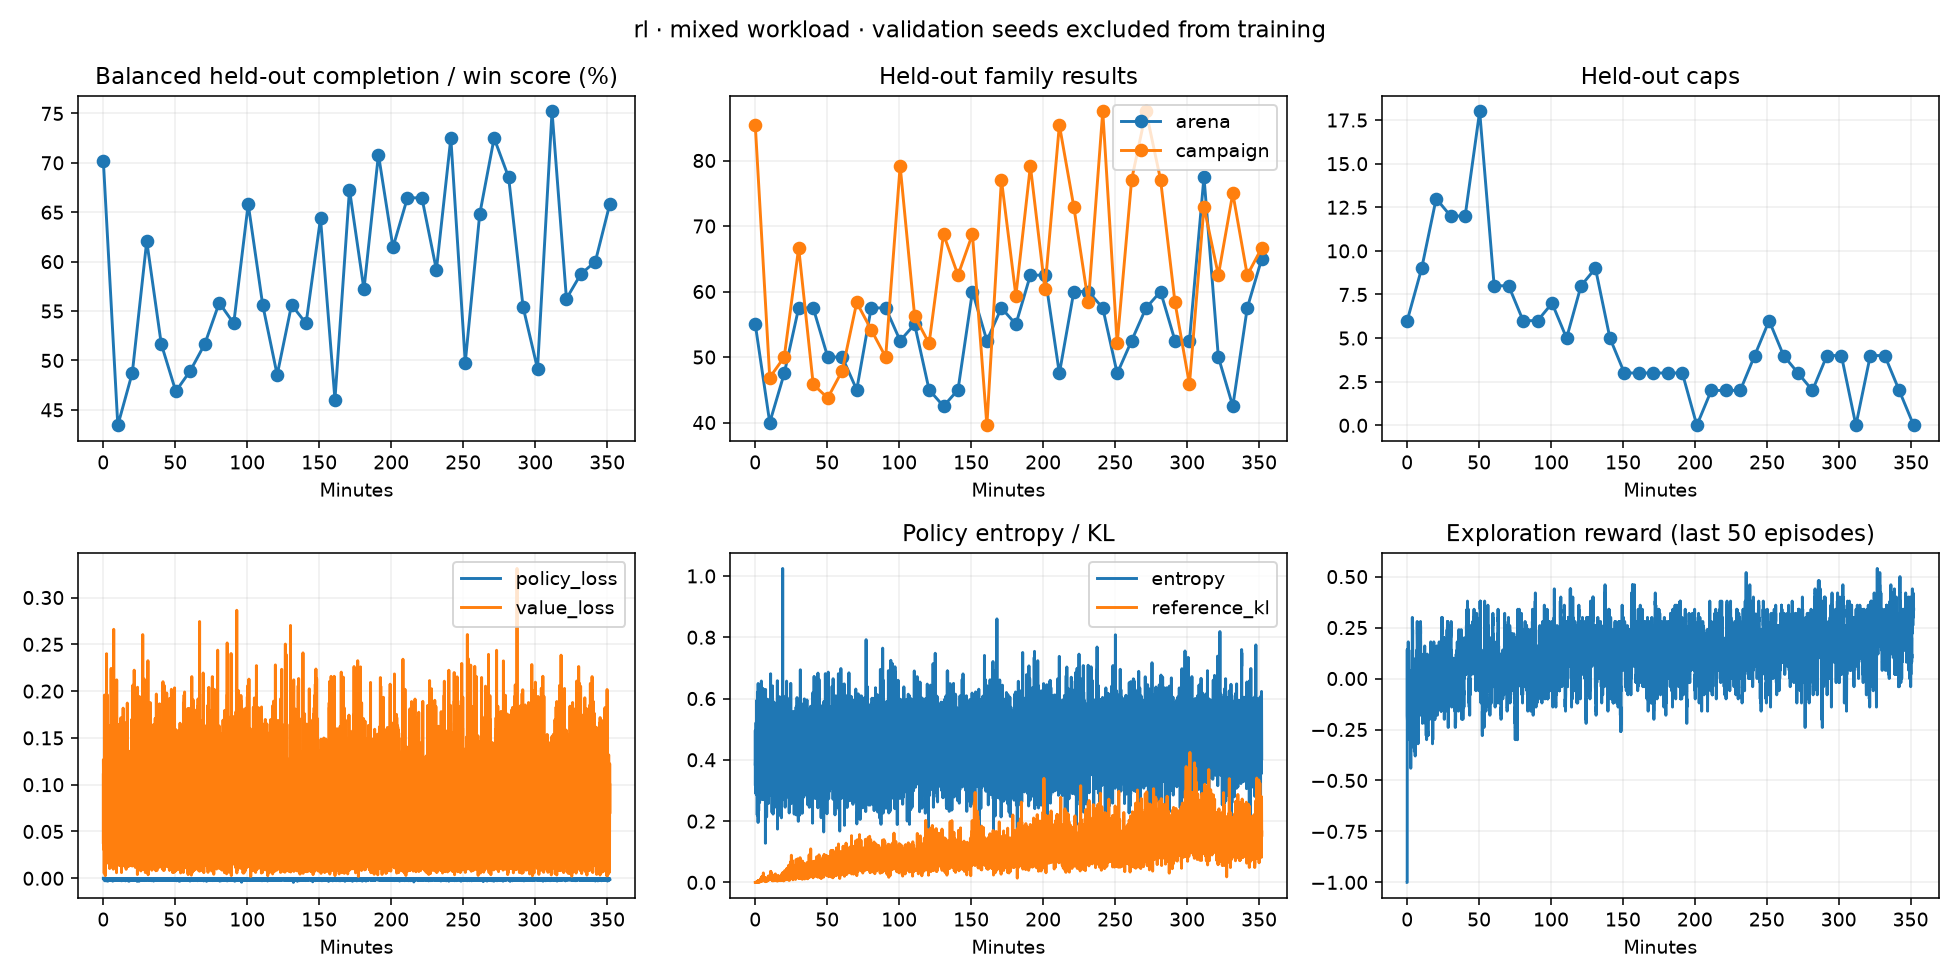 rl · mixed workload · validation seeds excluded from training
Balanced held-out completion / win score (%)
75
70
65
60
55
50
45
0 50 100 150 200 250 300 350
Minutes
Held-out family results
arena
campaign
80
70
60
50
40
0 50 100 150 200 250 300 350
Minutes
Held-out caps
17.5
15.0
12.5
10.0
7.5
5.0
2.5
0.0
0 50 100 150 200 250 300 350
Minutes
policy_loss
value_loss
0.30
0.25
0.20
0.15
0.10
0.05
0.00
0 50 100 150 200 250 300 350
Minutes
Policy entropy / KL
entropy
reference_kl
1.0
0.8
0.6
0.4
0.2
0.0
0 50 100 150 200 250 300 350
Minutes
Exploration reward (last 50 episodes)
0.50
0.25
0.00
−0.25
−0.50
−0.75
−1.00
0 50 100 150 200 250 300 350
Minutes